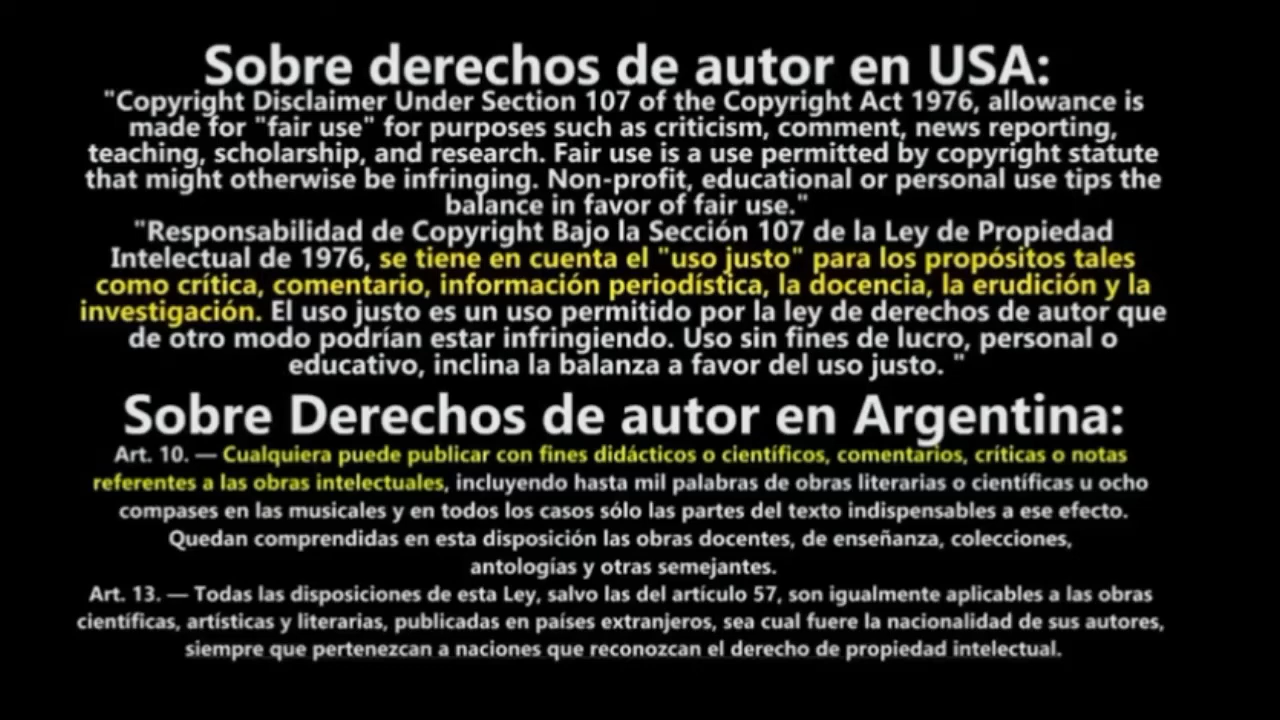 Sobre derechos de autor en USA:
"Copyright Disclaimer Under Section 107 of the Copyright Act 1976, allowance is
made for "fair use" for purposes such as criticism, comment, news reporting,
teaching, scholarship, and research. Fair use is a use permitted by copyright statute
that might otherwise be infringing. Non-profit, educational or personal use tips the
balance in favor of fair use."
"Responsabilidad de Copyright Bajo la Sección 107 de la Ley de Propiedad
Intelectual de 1976, se tiene en cuenta el "uso justo" para los propósitos tales
como crítica, comentario, información periodística, la docencia, la erudición y la
investigación. El uso justo es un uso permitido por la ley de derechos de autor que
de otro modo podrían estar infringiendo. Uso sin fines de lucro, personal o
educativo, inclina la balanza a favor del uso justo. "
Sobre Derechos de autor en Argentina:
Art. 10. — Cualquiera puede publicar con fines didácticos o científicos, comentarios, críticas o notas
referentes a las obras intelectuales, incluyendo hasta mil palabras de obras literarias o científicas u ocho
compases en las musicales y en todos los casos sólo las partes del texto indispensables a ese efecto.
Quedan comprendidas en esta disposición las obras docentes, de enseñanza, colecciones,
antologías y otras semejantes.
Art. 13. — Todas las disposiciones de esta Ley, salvo las del artículo 57, son igualmente aplicables a las obras
científicas, artísticas y literarias, publicadas en países extranjeros, sea cual fuere la nacionalidad de sus autores,
siempre que pertenezcan a naciones que reconozcan el derecho de propiedad intelectual.